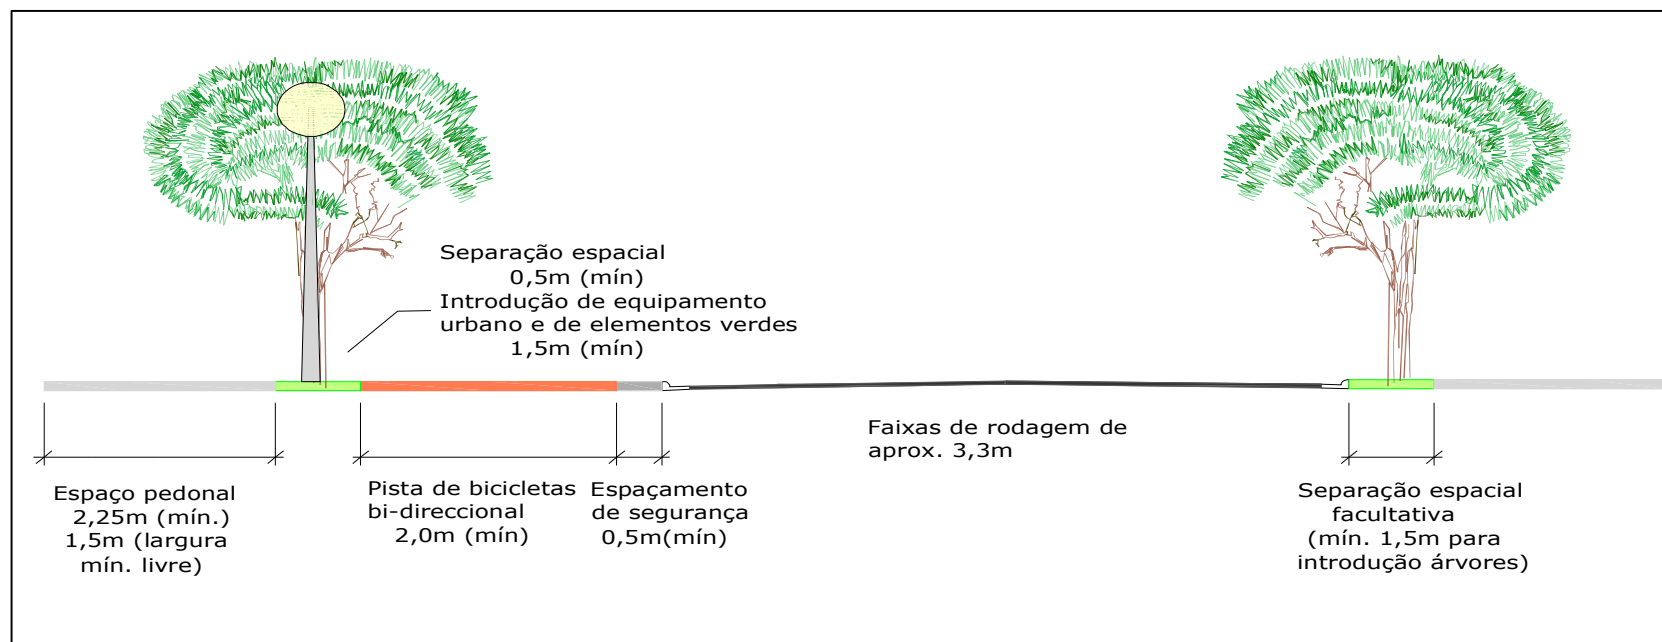 Separação espacial
0,5m (mín)
Introdução de equipamento
urbano e de elementos verdes
1,5m (mín)
Faixas de rodagem de
aprox. 3,3m
Espaço pedonal
2,25m (mín.)
1,5m (largura
mín. livre)
Pista de bicicletas
bi-direccional
2,0m (mín)
Espaçamento
de segurança
0,5m(mín)
Separação espacial
facultativa
(mín. 1,5m para
introdução árvores)